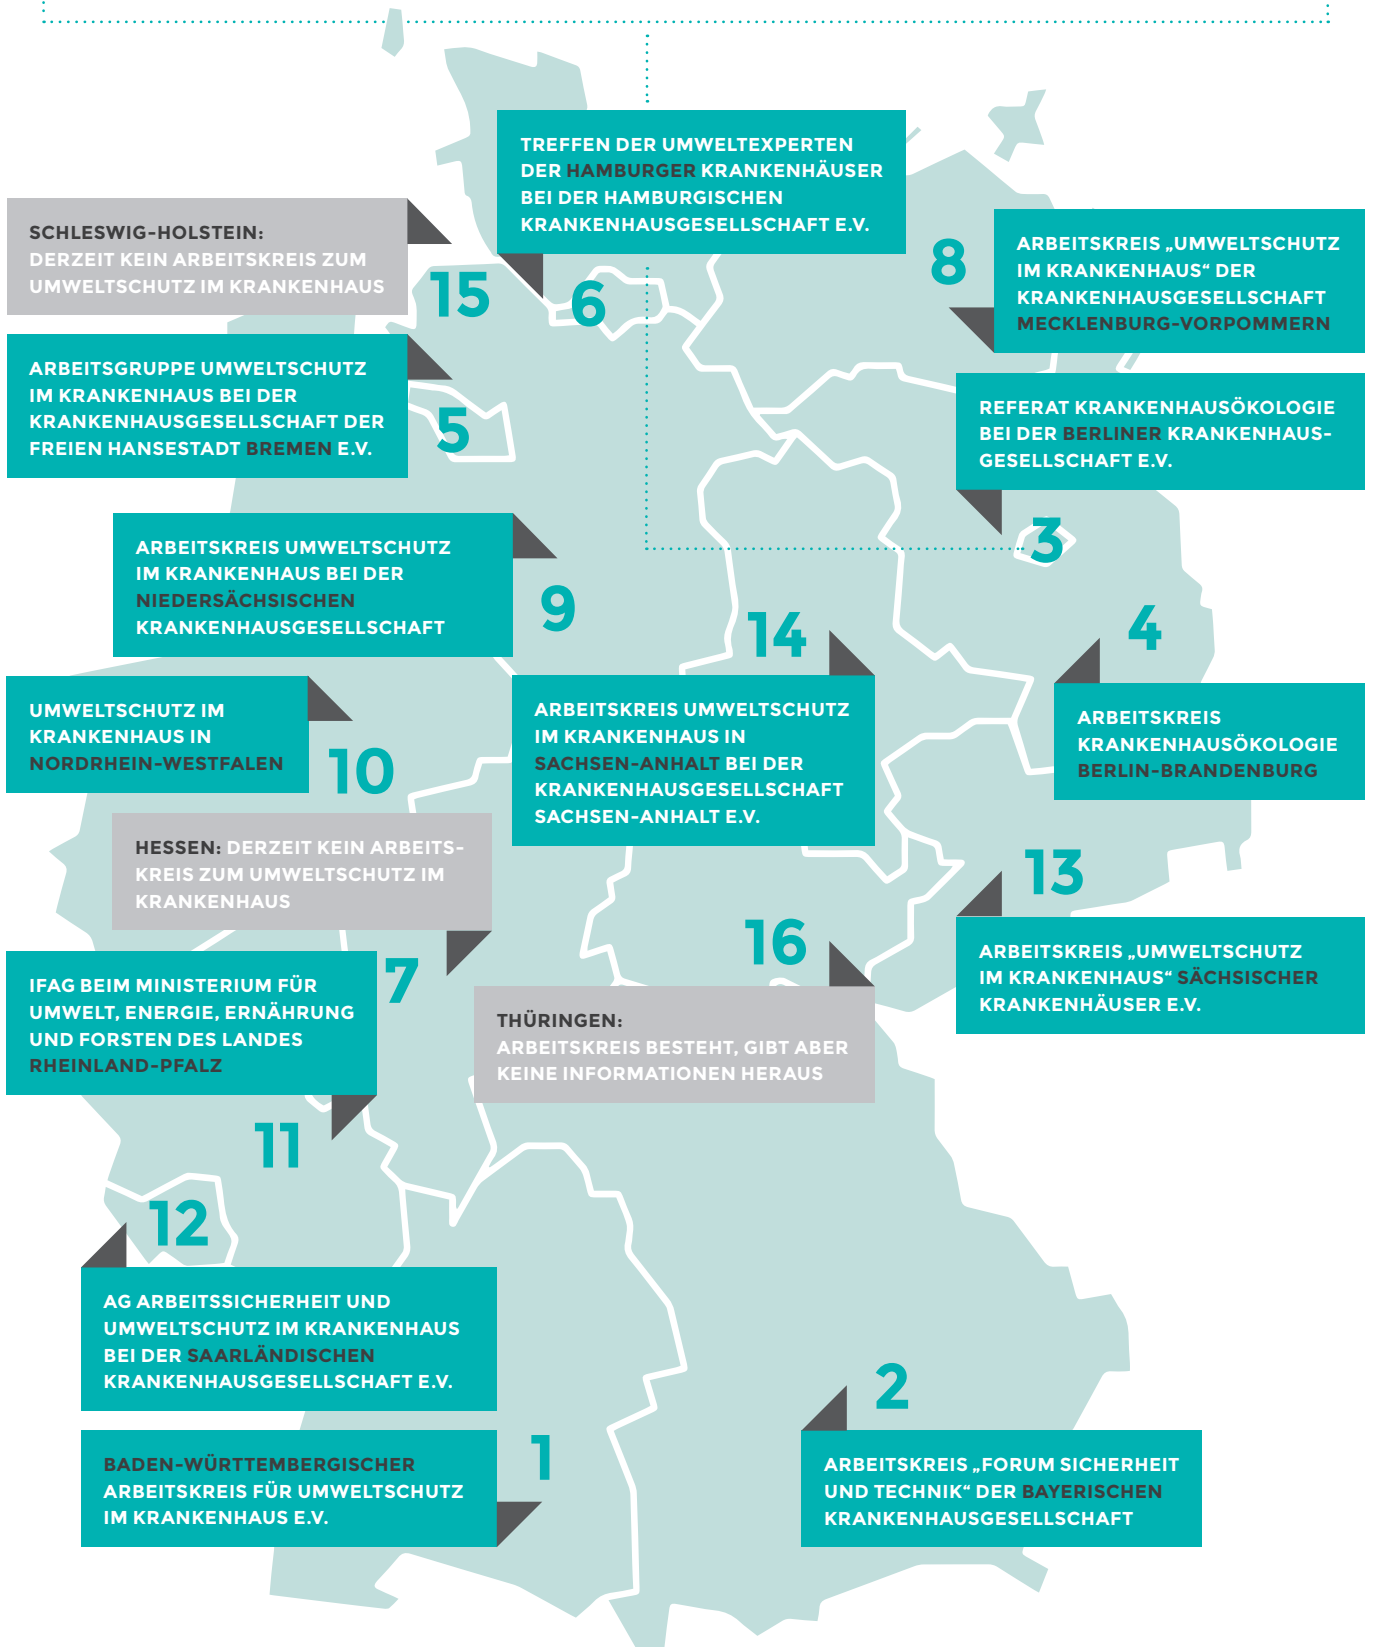 TREFFEN DER UMWELTEXPERTEN
DER HAMBURGER KRANKENHÄUSER
BEI DER HAMBURGISCHEN
KRANKENHAUSGESELLSCHAFT E.V.
6
SCHLESWIG-HOLSTEIN:
DERZEIT KEIN ARBEITSKREIS ZUM
UMWELTSCHUTZ IM KRANKENHAUS
15
8
ARBEITSKREIS „UMWELTSCHUTZ
IM KRANKENHAUS“ DER
KRANKENHAUSGESELLSCHAFT
MECKLENBURG-VORPOMMERN
ARBEITSGRUPPE UMWELTSCHUTZ
IM KRANKENHAUS BEI DER
KRANKENHAUSGESELLSCHAFT DER
FREIEN HANSESTADT BREMEN E.V.
5
REFERAT KRANKENHAUSÖKOLOGIE
BEI DER BERLINER KRANKENHAUS-
GESELLSCHAFT E.V.
3
ARBEITSKREIS UMWELTSCHUTZ
IM KRANKENHAUS BEI DER
NIEDERSÄCHSISCHEN
KRANKENHAUSGESELLSCHAFT
9
14
4
UMWELTSCHUTZ IM
KRANKENHAUS IN
NORDRHEIN-WESTFALEN
10
ARBEITSKREIS UMWELTSCHUTZ
IM KRANKENHAUS IN
SACHSEN-ANHALT BEI DER
KRANKENHAUSGESELLSCHAFT
SACHSEN-ANHALT E.V.
ARBEITSKREIS
KRANKENHAUSÖKOLOGIE
BERLIN-BRANDENBURG
HESSEN: DERZEIT KEIN ARBEITS-
KREIS ZUM UMWELTSCHUTZ IM
KRANKENHAUS
7
13
16
ARBEITSKREIS „UMWELTSCHUTZ
IM KRANKENHAUS“ SÄCHSISCHER
KRANKENHÄUSER E.V.
IFAG BEIM MINISTERIUM FÜR
UMWELT, ENERGIE, ERNÄHRUNG
UND FORSTEN DES LANDES
RHEINLAND-PFALZ
11
THÜRINGEN:
ARBEITSKREIS BESTEHT, GIBT ABER
KEINE INFORMATIONEN HERAUS
12
AG ARBEITSSICHERHEIT UND
UMWELTSCHUTZ IM KRANKENHAUS
BEI DER SAARLÄNDISCHEN
KRANKENHAUSGESELLSCHAFT E.V.
2
BADEN-WÜRTTEMBERGISCHER
ARBEITSKREIS FÜR UMWELTSCHUTZ
IM KRANKENHAUS E.V.
1
ARBEITSKREIS „FORUM SICHERHEIT
UND TECHNIK“ DER BAYERISCHEN
KRANKENHAUSGESELLSCHAFT